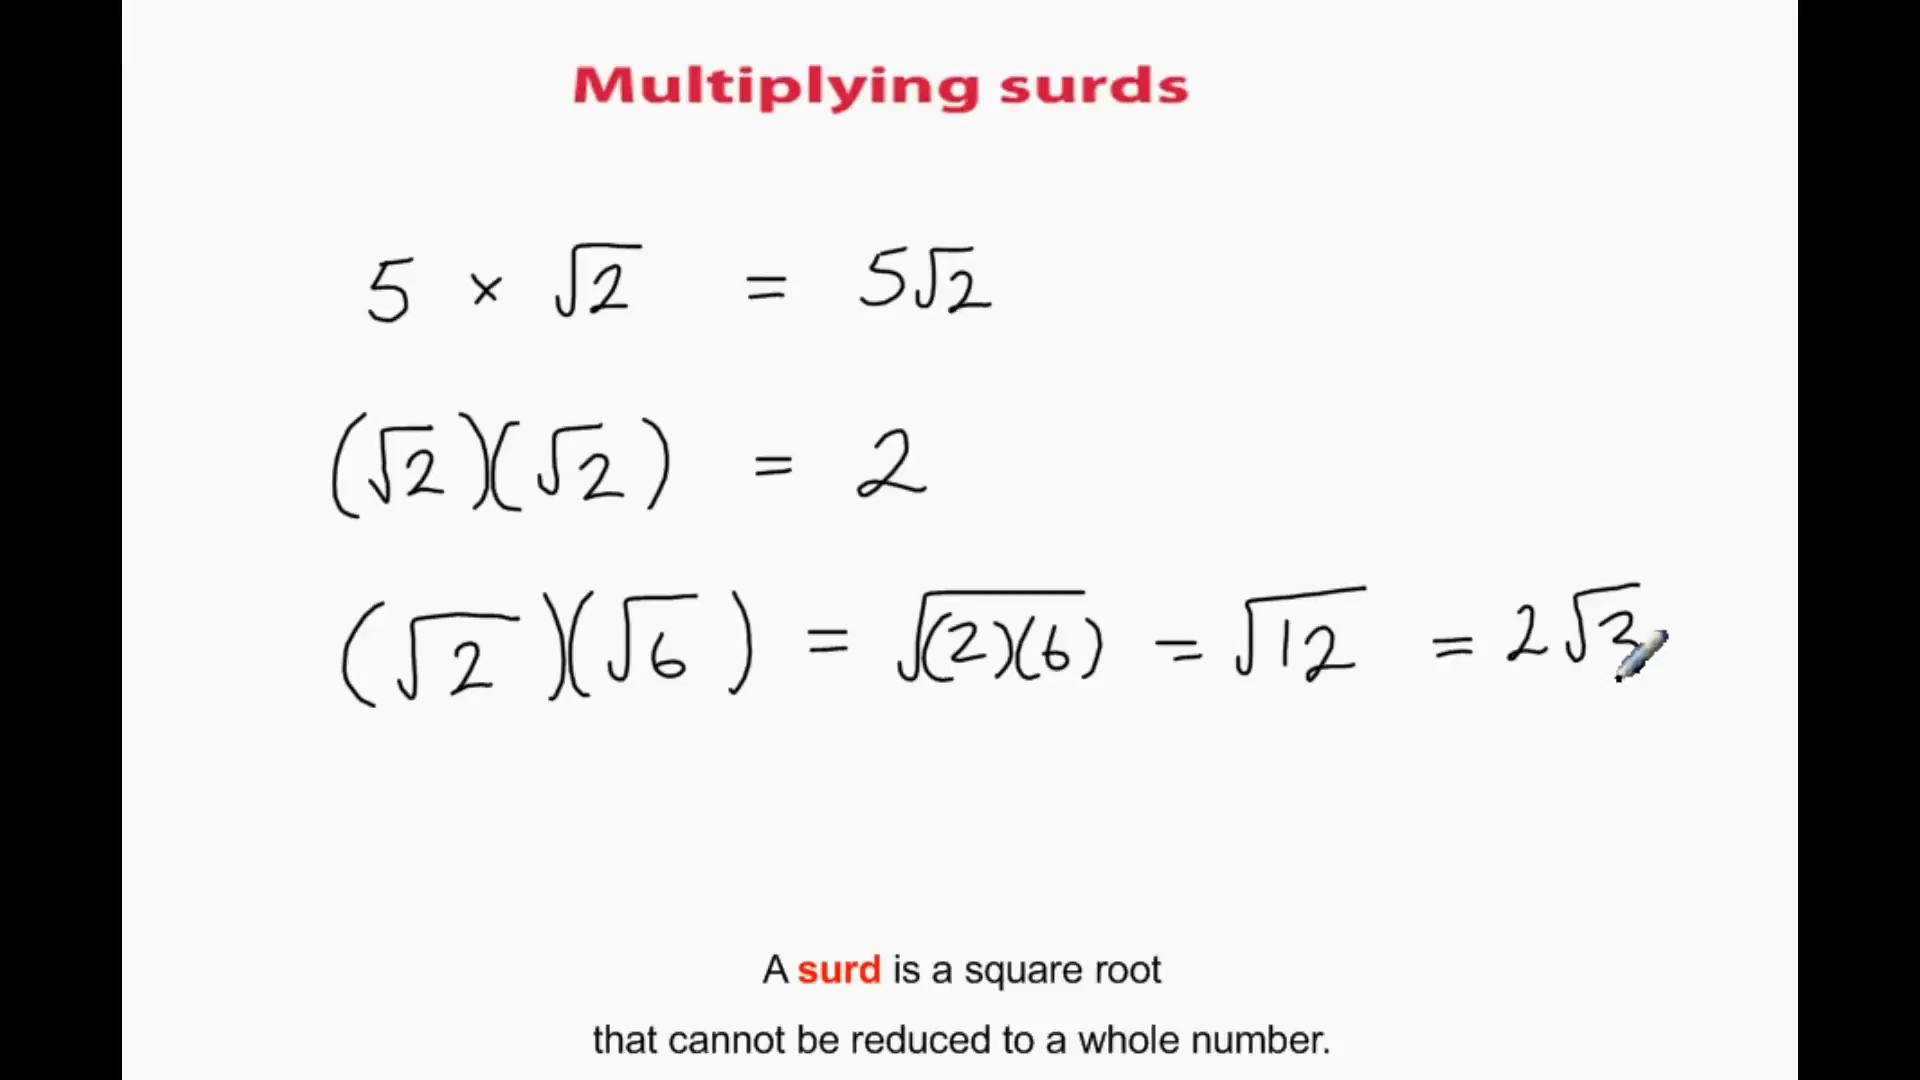 Multiplying surds
5 × √2 = 5√2
(√2)(√2) = 2
(√2)(√6) = √(2)(6) = √12 = 2√3
A surd is a square root
that cannot be reduced to a whole number.